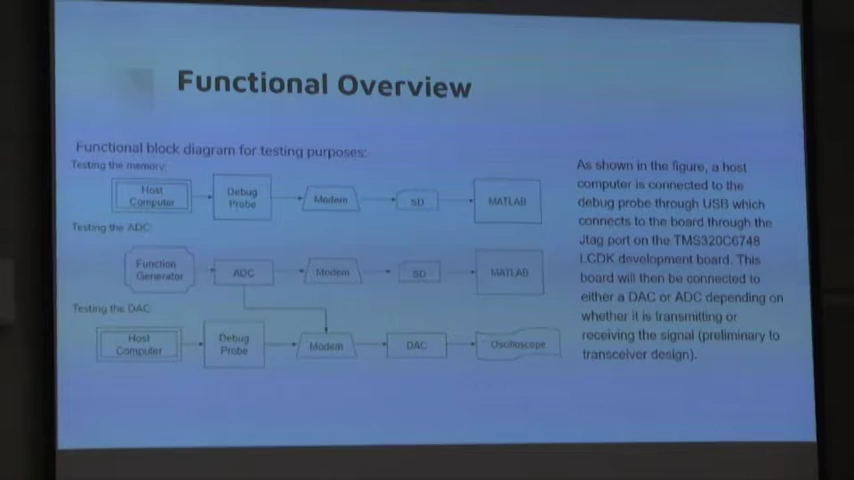 Functional Overview
Functional block diagram for testing purposes:
Testing the memory:
Host
Computer
Debug
Probe
Modem
SD
MATLAB
Testing the ADC:
Function
Generator
ADC
Modem
SD
MATLAB
Testing the DAC:
Host
Computer
Debug
Probe
Modem
DAC
Oscilloscope
As shown in the figure, a host
computer is connected to the
debug probe through USB which
connects to the board through the
Jtag port on the TMS320C6748
LCDK development board. This
board will then be connected to
either a DAC or ADC depending on
whether it is transmitting or
receiving the signal (preliminary to
transceiver design).